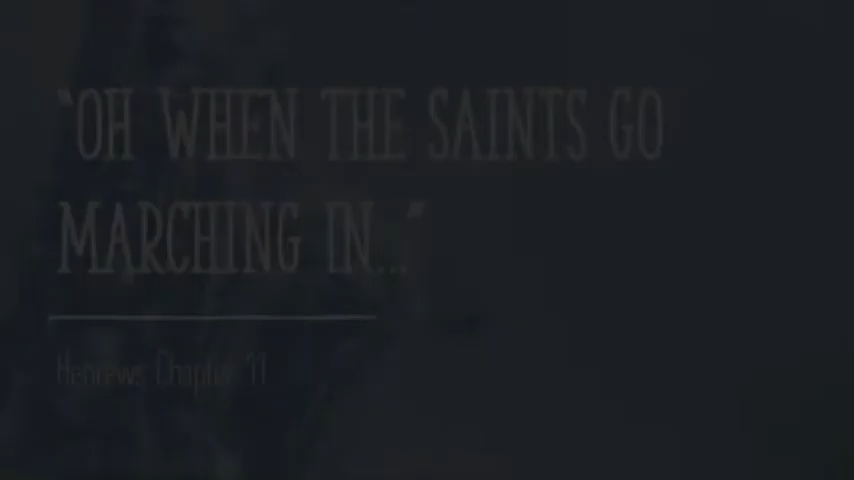 “OH WHEN THE SAINTS GO
MARCHING IN...”
Hebrews Chapter 11